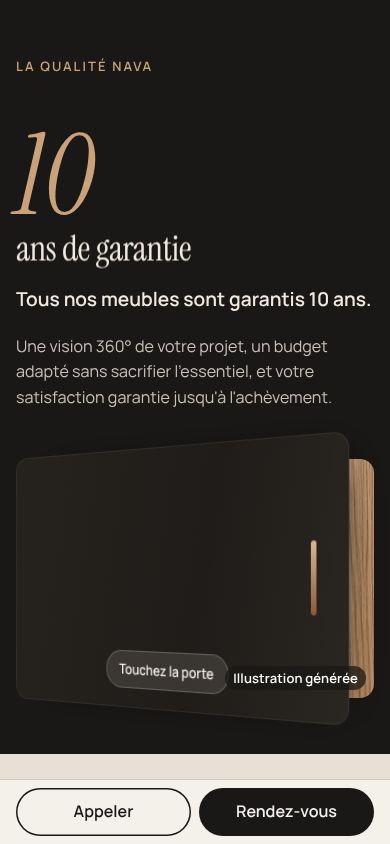 LA QUALITÉ NAVA
10
ans de garantie
Tous nos meubles sont garantis 10 ans.
Une vision 360° de votre projet, un budget
adapté sans sacrifier l'essentiel, et votre
satisfaction garantie jusqu'à l'achèvement.
Touchez la porte
Illustration générée
Appeler
Rendez-vous